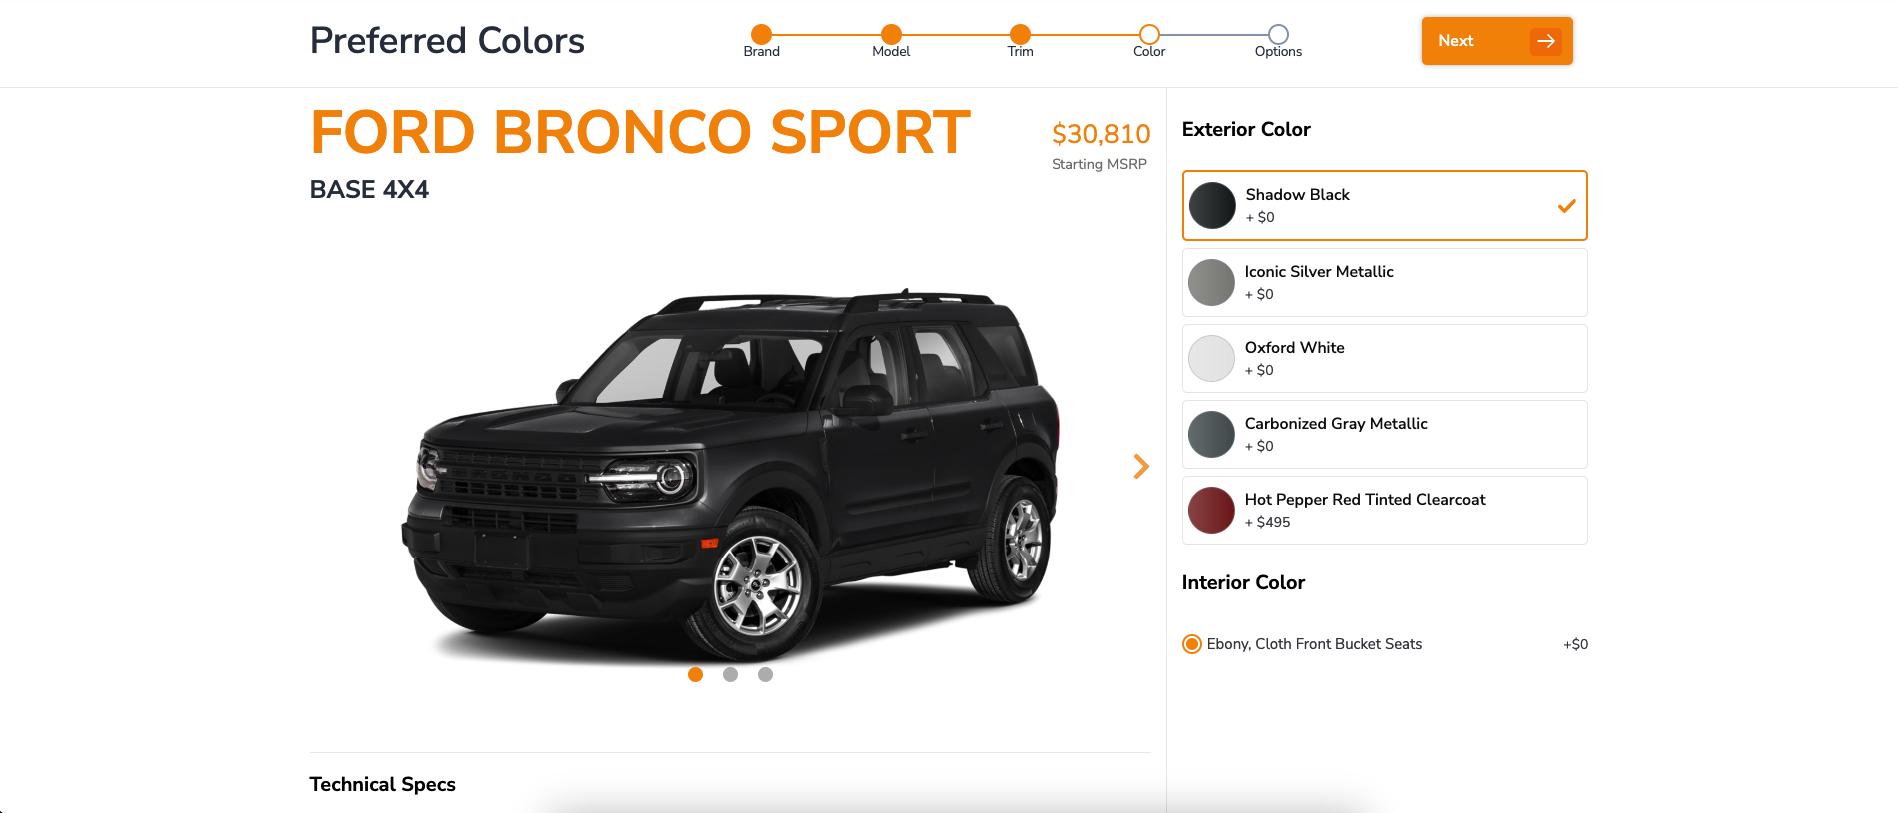 Preferred Colors
Brand
Model
Trim
Color
Options
Next
FORD BRONCO SPORT
$30,810
Starting MSRP
BASE 4X4
Technical Specs
Exterior Color
Shadow Black
+ $0
Iconic Silver Metallic
+ $0
Oxford White
+ $0
Carbonized Gray Metallic
+ $0
Hot Pepper Red Tinted Clearcoat
+ $495
Interior Color
Ebony, Cloth Front Bucket Seats
+$0